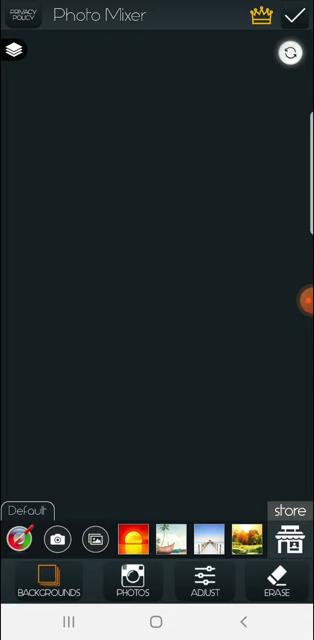 PRIVACY
POLICY
Photo Mixer
Default
store
BACKGROUNDS
PHOTOS
ADJUST
ERASE